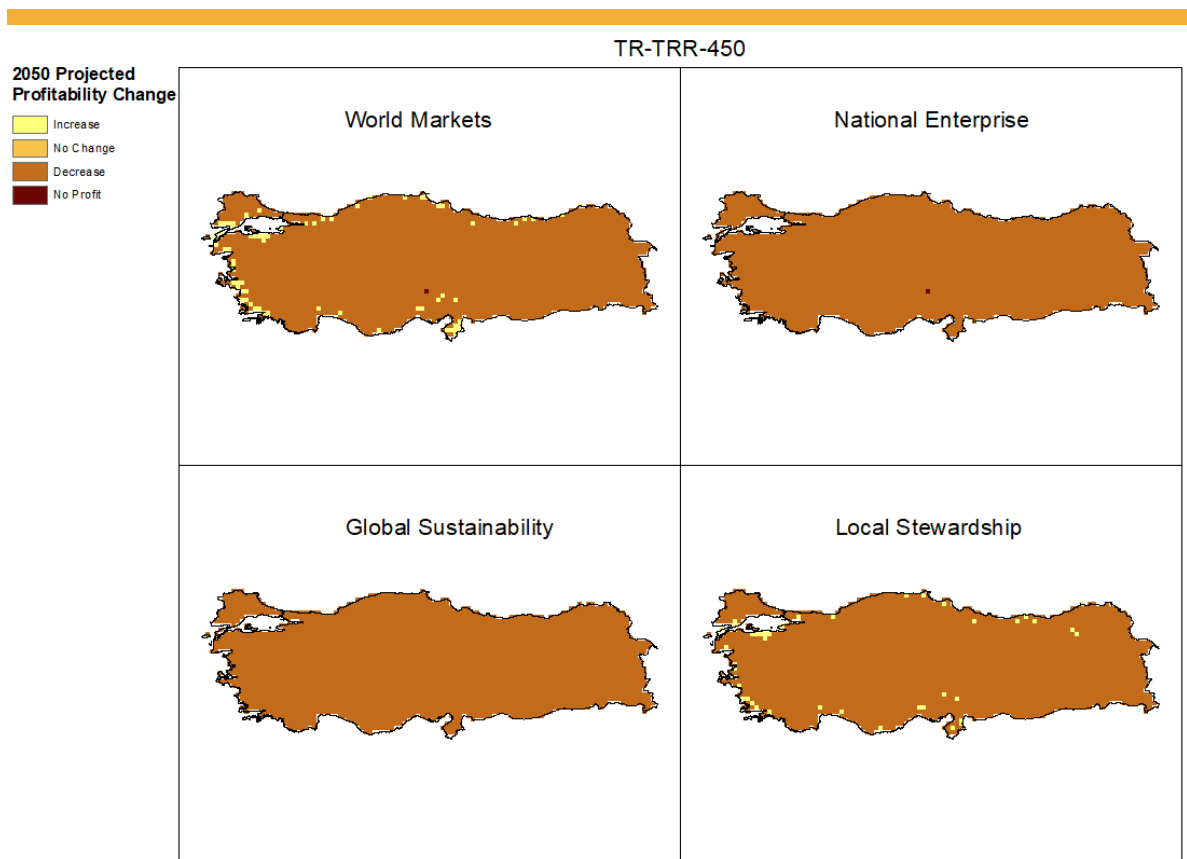 TR-TRR-450
2050 Projected
Profitability Change
Increase
No Change
Decrease
No Profit
World Markets
National Enterprise
Global Sustainability
Local Stewardship